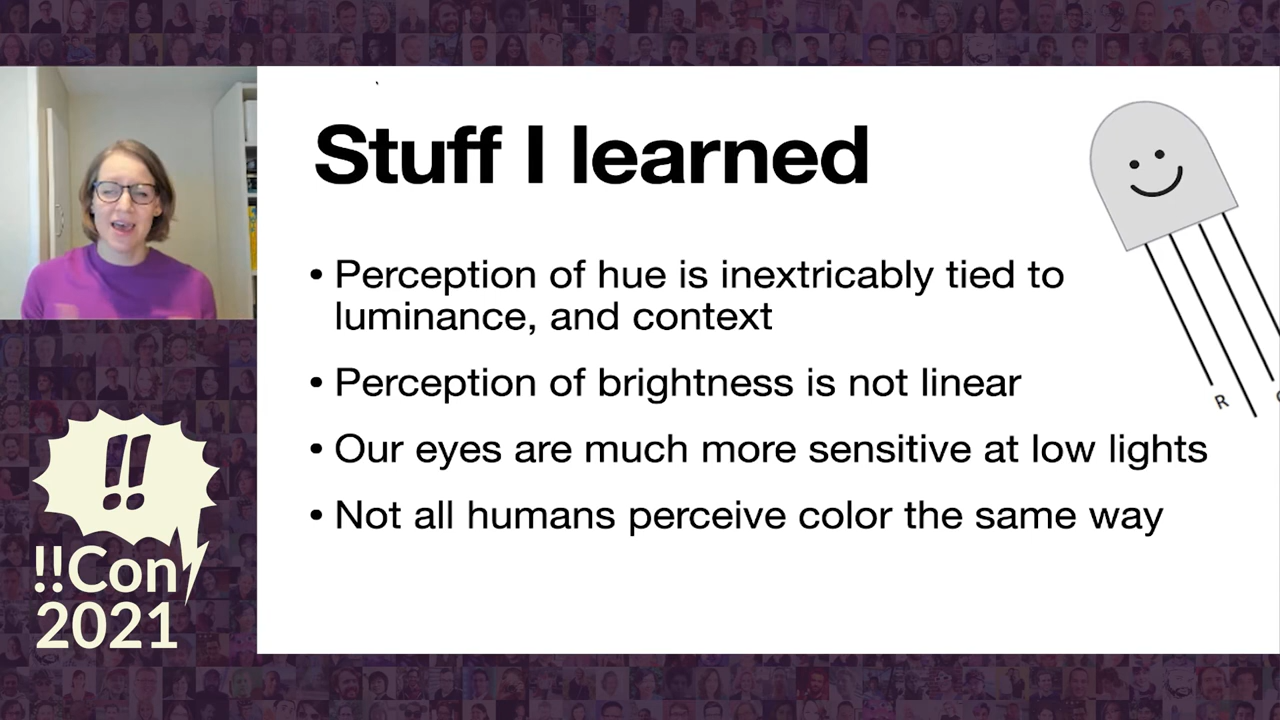 Stuff I learned
• Perception of hue is inextricably tied to
luminance, and context
• Perception of brightness is not linear
• Our eyes are much more sensitive at low lights
• Not all humans perceive color the same way
R
!!
!!Con
2021